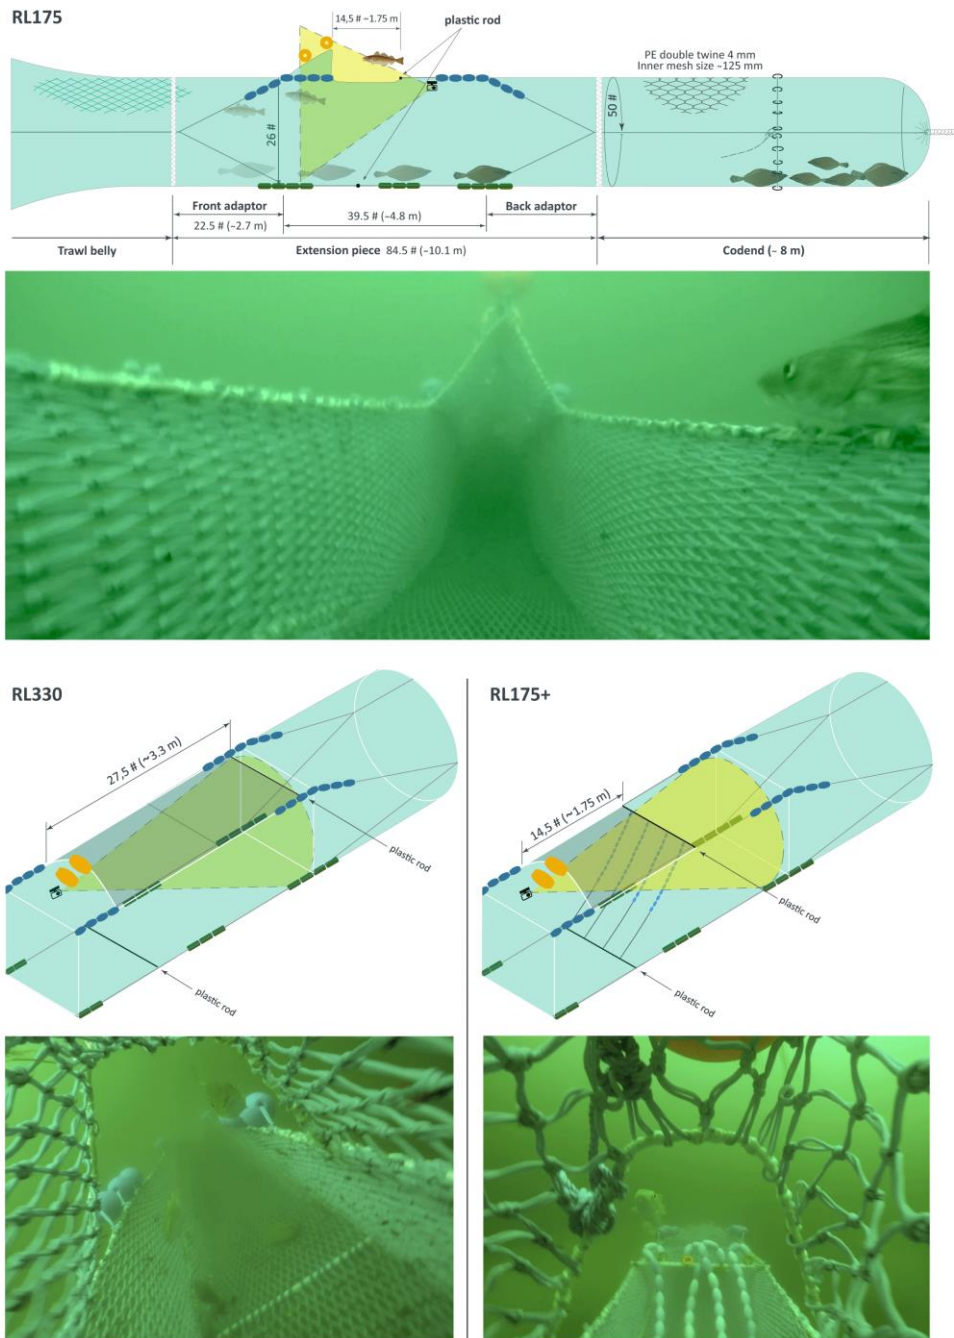 RL175
14,5 # ~1.75 m
plastic rod
PE double twine 4 mm
Inner mesh size ~125 mm
26 #
50 #
Front adaptor
22.5 # (~2.7 m)
39.5 # (~4.8 m)
Back adaptor
Trawl belly
Extension piece 84.5 # (~10.1 m)
Codend (~ 8 m)
RL330
27,5 # (~3.3 m)
plastic rod
plastic rod
RL175+
14,5 # (~1.75 m)
plastic rod
plastic rod